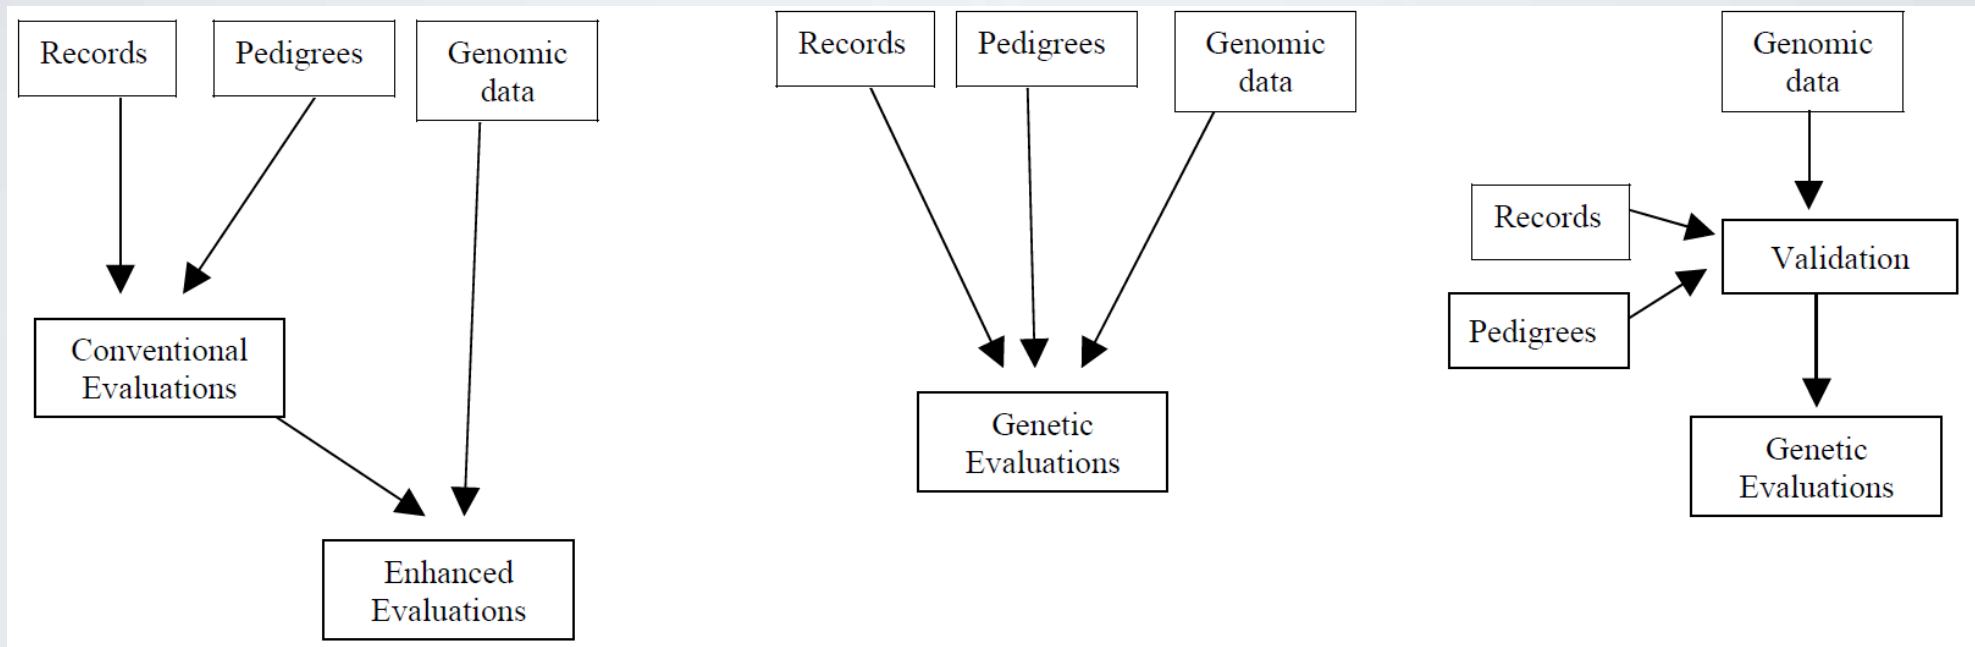 Records
Pedigrees
Genomic
data
Conventional
Evaluations
Enhanced
Evaluations
Records
Pedigrees
Genomic
data
Genetic
Evaluations
Genomic
data
Records
Pedigrees
Validation
Genetic
Evaluations